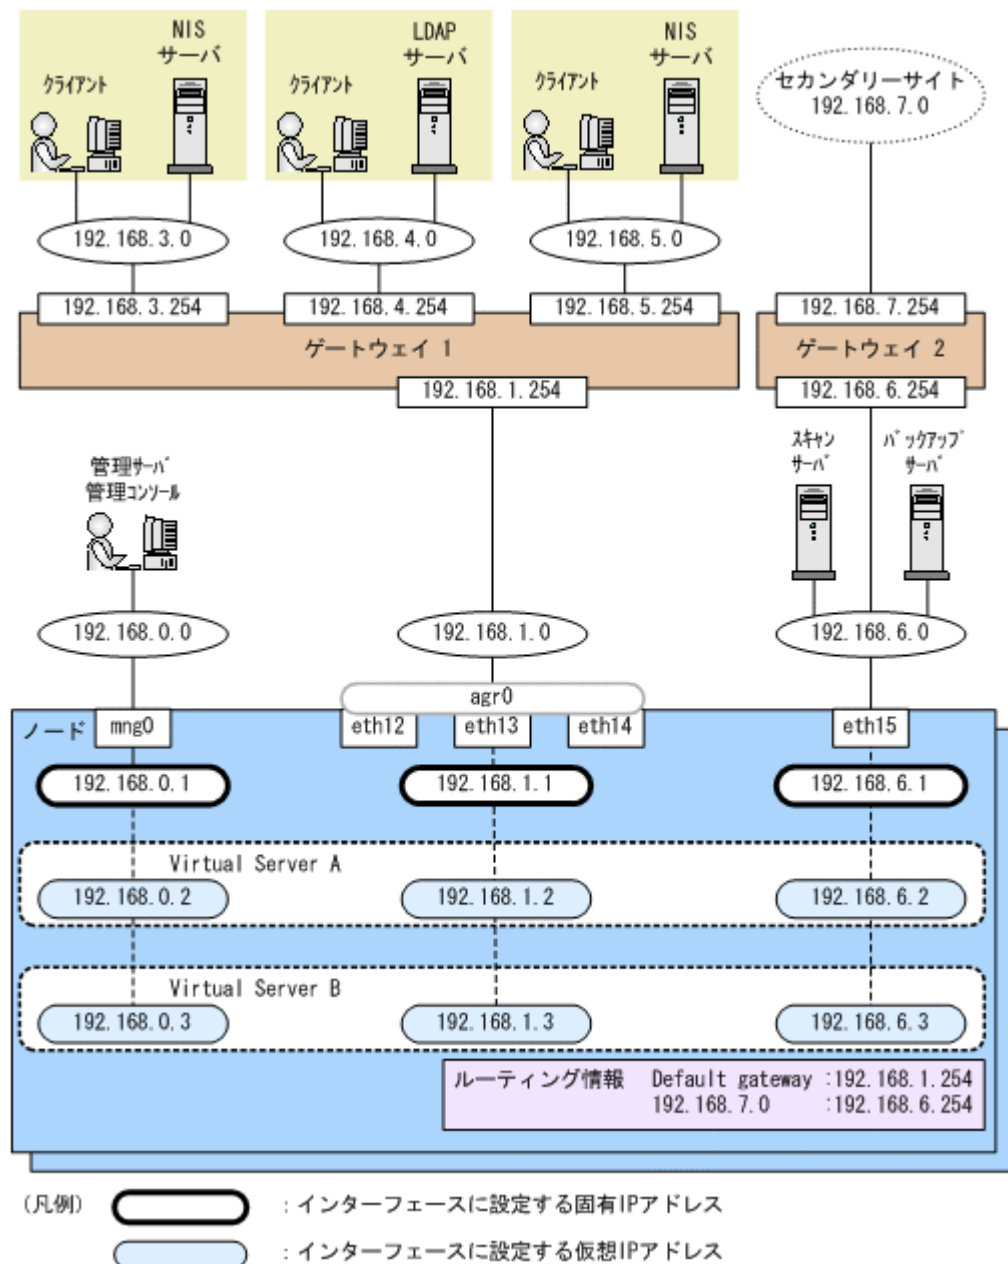 NIS
サーバ
クライアント
LDAP
サーバ
クライアント
NIS
サーバ
クライアント
セカンダリーサイト
192.168.7.0
192.168.3.0
192.168.4.0
192.168.5.0
192.168.3.254
192.168.4.254
192.168.5.254
192.168.7.254
ゲートウェイ 1
ゲートウェイ 2
192.168.1.254
192.168.6.254
管理サーバ
管理コンソール
スキャン
サーバ
バックアップ
サーバ
192.168.0.0
192.168.1.0
192.168.6.0
agr0
ノード
mng0
eth12
eth13
eth14
eth15
192.168.0.1
192.168.1.1
192.168.6.1
Virtual Server A
192.168.0.2
192.168.1.2
192.168.6.2
Virtual Server B
192.168.0.3
192.168.1.3
192.168.6.3
ルーティング情報 Default gateway :192.168.1.254
192.168.7.0 :192.168.6.254
(凡例)
:インターフェースに設定する固有IPアドレス
:インターフェースに設定する仮想IPアドレス